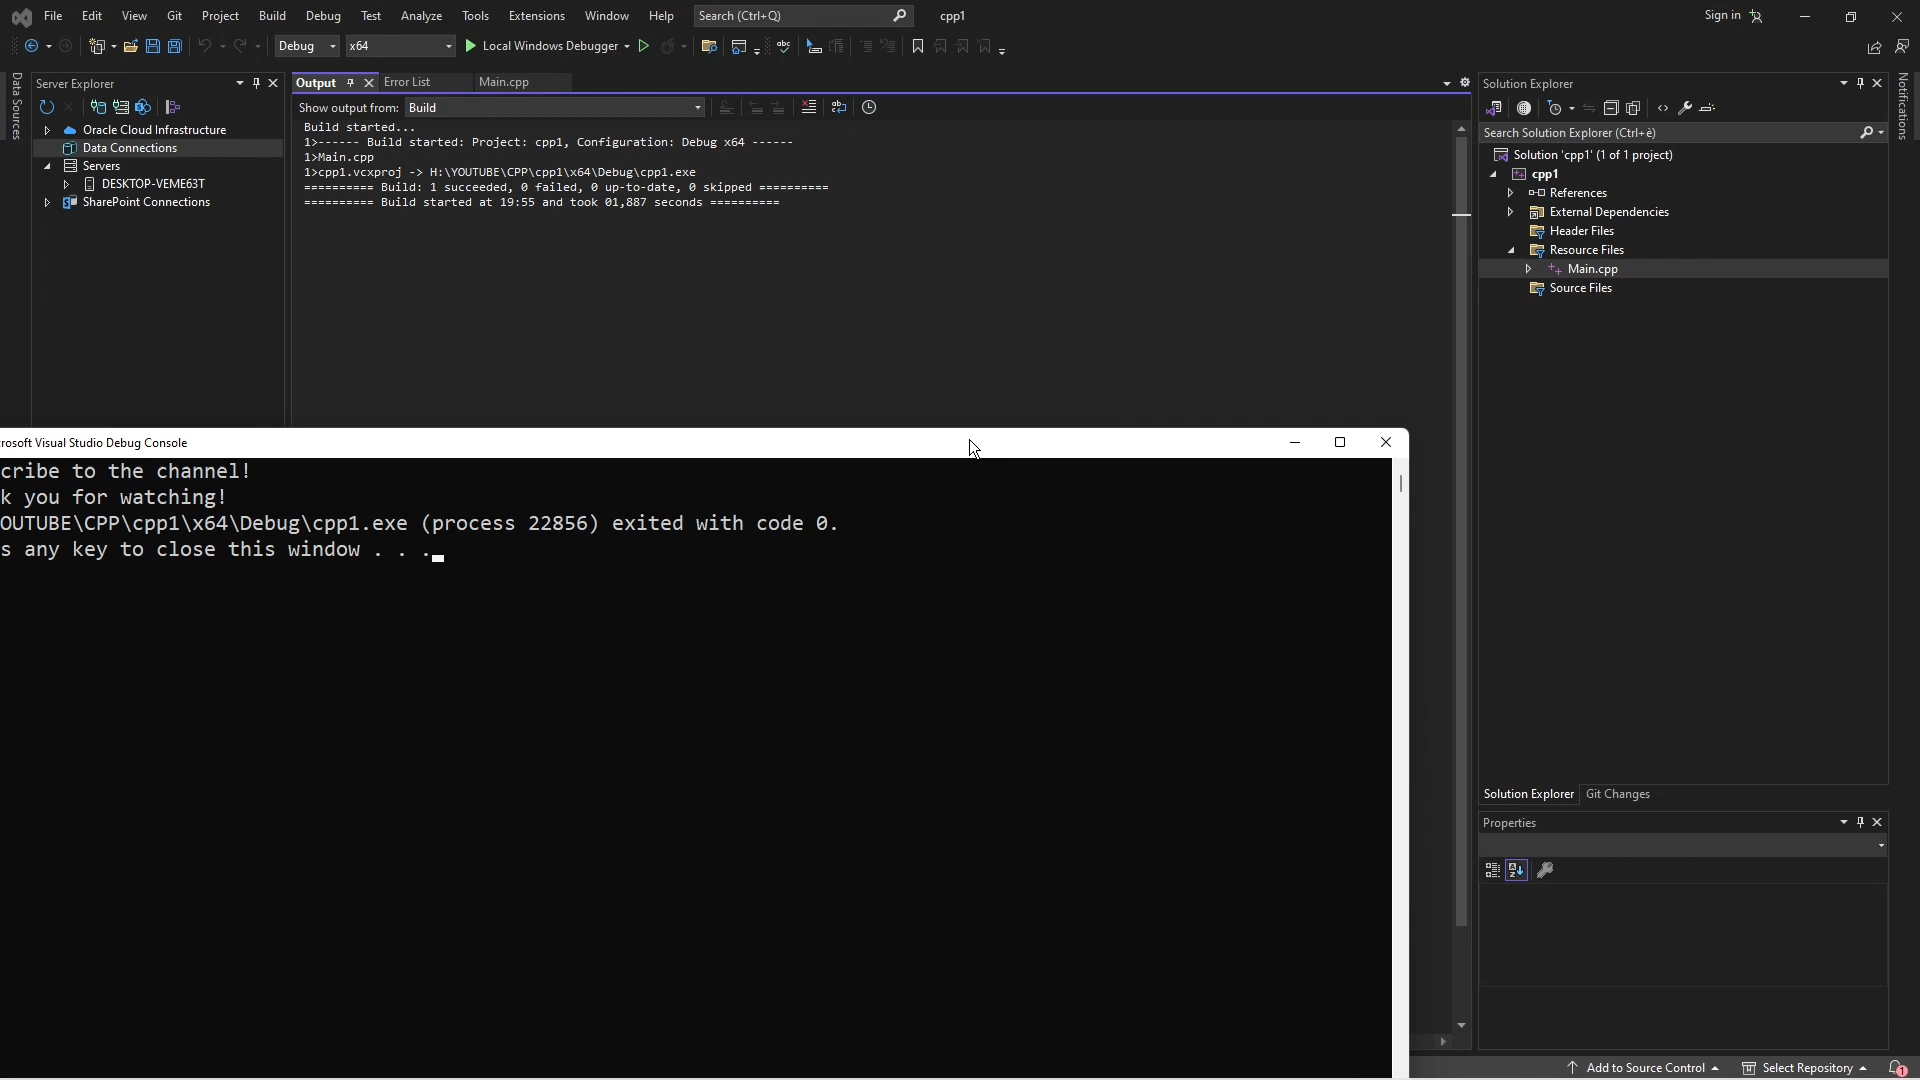 File Edit View Git Project Build Debug Test Analyze Tools Extensions Window Help Search (Ctrl+Q) cpp1 Sign in
Debug x64 Local Windows Debugger
Data Sources
Server Explorer
Oracle Cloud Infrastructure
Data Connections
Servers
DESKTOP-VEME63T
SharePoint Connections
Output Error List Main.cpp
Show output from: Build
Build started...
1>------ Build started: Project: cpp1, Configuration: Debug x64 ------
1>Main.cpp
1>cpp1.vcxproj -> H:\YOUTUBE\CPP\cpp1\x64\Debug\cpp1.exe
========== Build: 1 succeeded, 0 failed, 0 up-to-date, 0 skipped ==========
========== Build started at 19:55 and took 01,887 seconds ==========
rosoft Visual Studio Debug Console
cribe to the channel!
k you for watching!
OUTUBE\CPP\cpp1\x64\Debug\cpp1.exe (process 22856) exited with code 0.
s any key to close this window . . .
Solution Explorer
Search Solution Explorer (Ctrl+è)
Solution 'cpp1' (1 of 1 project)
cpp1
References
External Dependencies
Header Files
Resource Files
Main.cpp
Source Files
Solution Explorer Git Changes
Properties
Notifications
Add to Source Control Select Repository 1